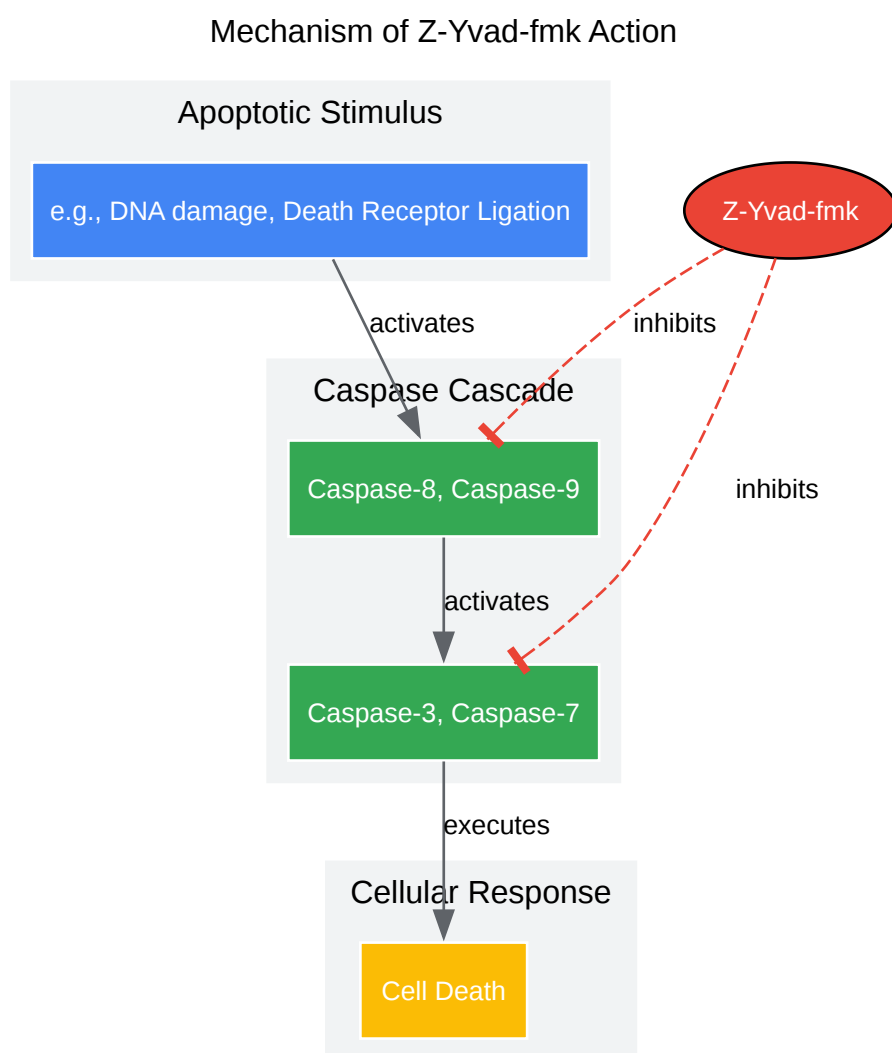 Mechanism of Z-Yvad-fmk Action
Apoptotic Stimulus
e.g., DNA damage, Death Receptor Ligation
Z-Yvad-fmk
activates
inhibits
Caspase Cascade
Caspase-8, Caspase-9
inhibits
activates
Caspase-3, Caspase-7
executes
Cellular Response
Cell Death